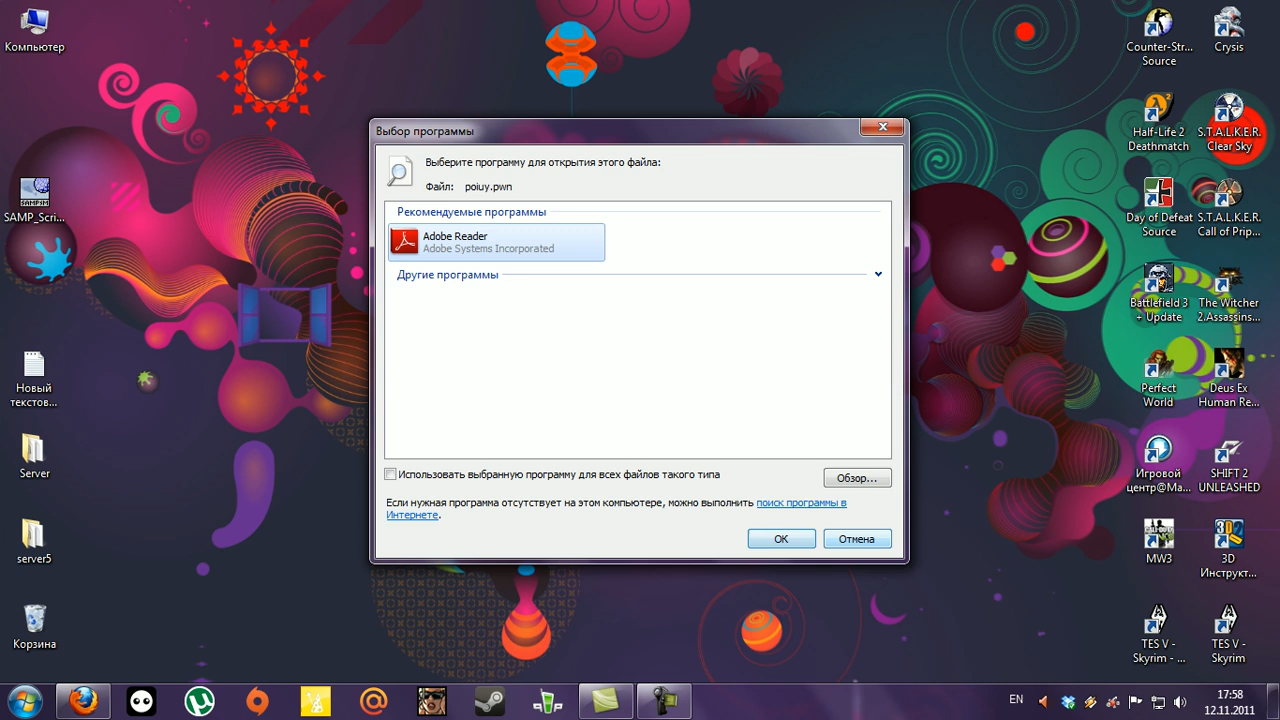 Компьютер
SAMP_Scri...
Новый
текстов...
Server
server5
Корзина
Выбор программы
Выберите программу для открытия этого файла:
Файл: poiuy.pwn
Рекомендуемые программы
Adobe Reader
Adobe Systems Incorporated
Другие программы
Использовать выбранную программу для всех файлов такого типа
Обзор...
Если нужная программа отсутствует на этом компьютере, можно выполнить поиск программы в
Интернете.
ОК
Отмена
Counter-Str...
Source
Crysis
Half-Life 2
Deathmatch
S.T.A.L.K.E.R.
Clear Sky
Day of Defeat
Source
S.T.A.L.K.E.R.
Call of Prip...
Battlefield 3
+ Update
The Witcher
2.Assassins...
Perfect
World
Deus Ex
Human Re...
Игровой
центр@Ma...
SHIFT 2
UNLEASHED
MW3
3D
Инструкт...
TES V -
Skyrim - ...
TES V -
Skyrim
EN
17:58
12.11.2011